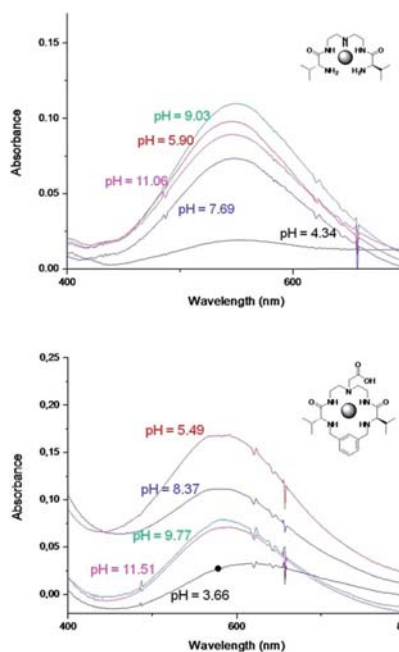 0.15
H
N
NH HN
O O
NH2 H2N
0.10
pH = 9.03
pH = 5.90
Absorbance
0.05
pH = 11.06
pH = 7.69
pH = 4.34
0.00
400 600
Wavelength (nm)
0,25
O
OH
N
NH HN
O O
NH HN
0,20
0,15
pH = 5.49
Absorbance
0,10
pH = 8.37
0,05
pH = 9.77
pH = 11.51
0,00
pH = 3.66
400 600
Wavelength (nm)